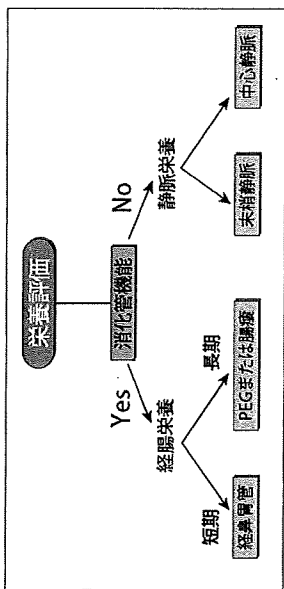 栄養評価
消化管機能
Yes
No
経腸栄養
静脈栄養
短期
長期
経鼻胃管
PEGまたは腸瘻
末梢静脈
中心静脈